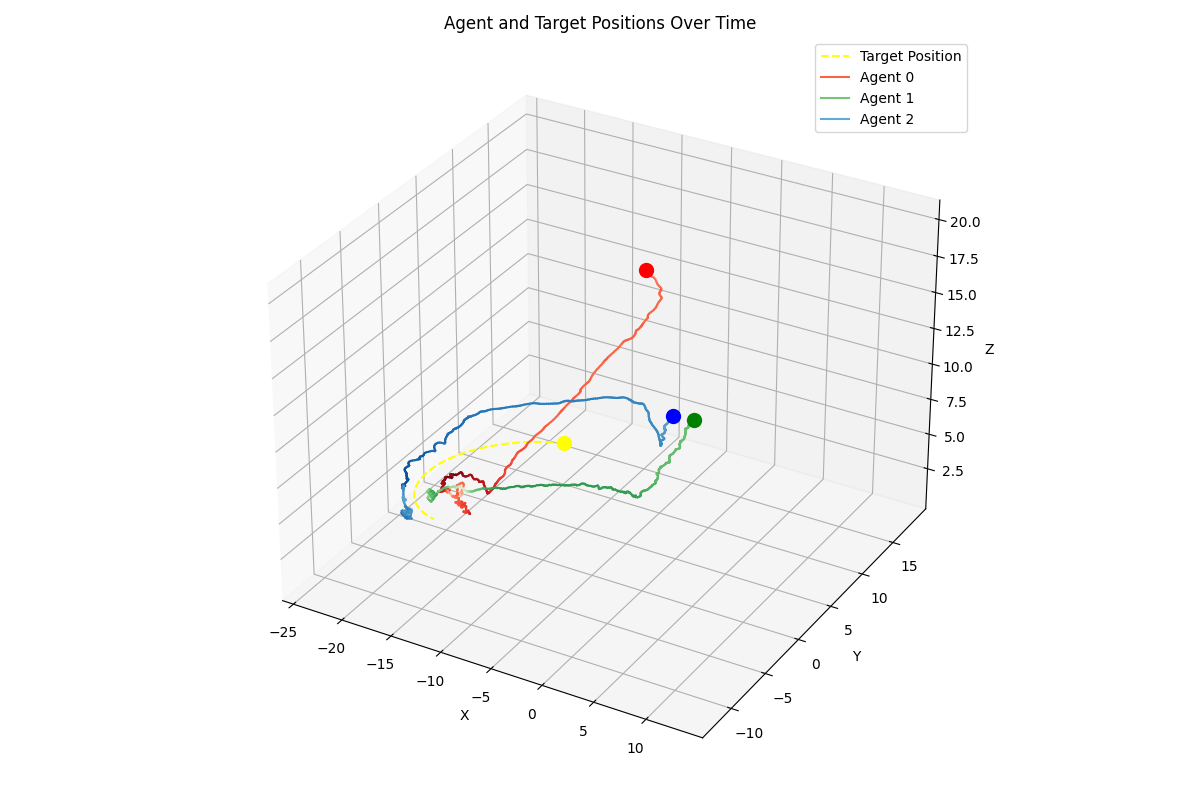 Agent and Target Positions Over Time
Target Position
Agent 0
Agent 1
Agent 2
20.0
17.5
15.0
12.5
10.0
7.5
5.0
2.5
Z
15
10
5
0
−5
−10
Y
−25
−20
−15
−10
−5
0
5
10
X